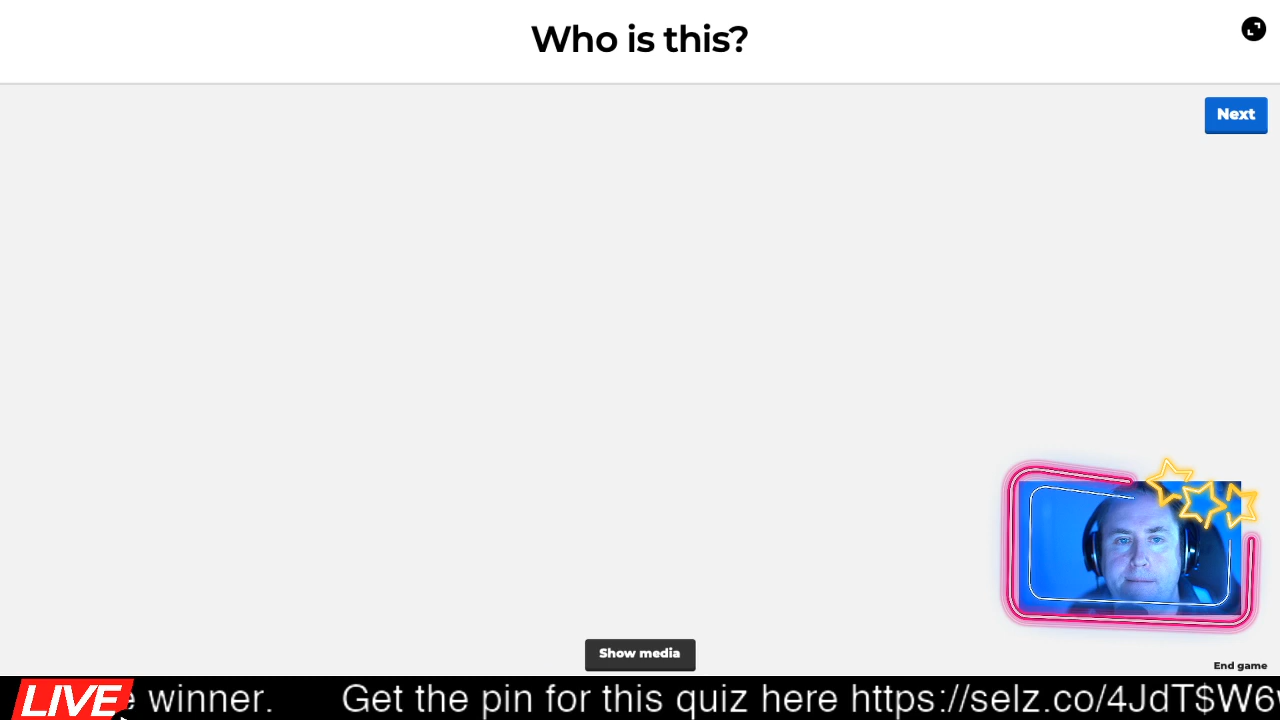 Who is this?
Next
Show media
End game
LIVE
winner. Get the pin for this quiz here https://selz.co/4JdT$W6